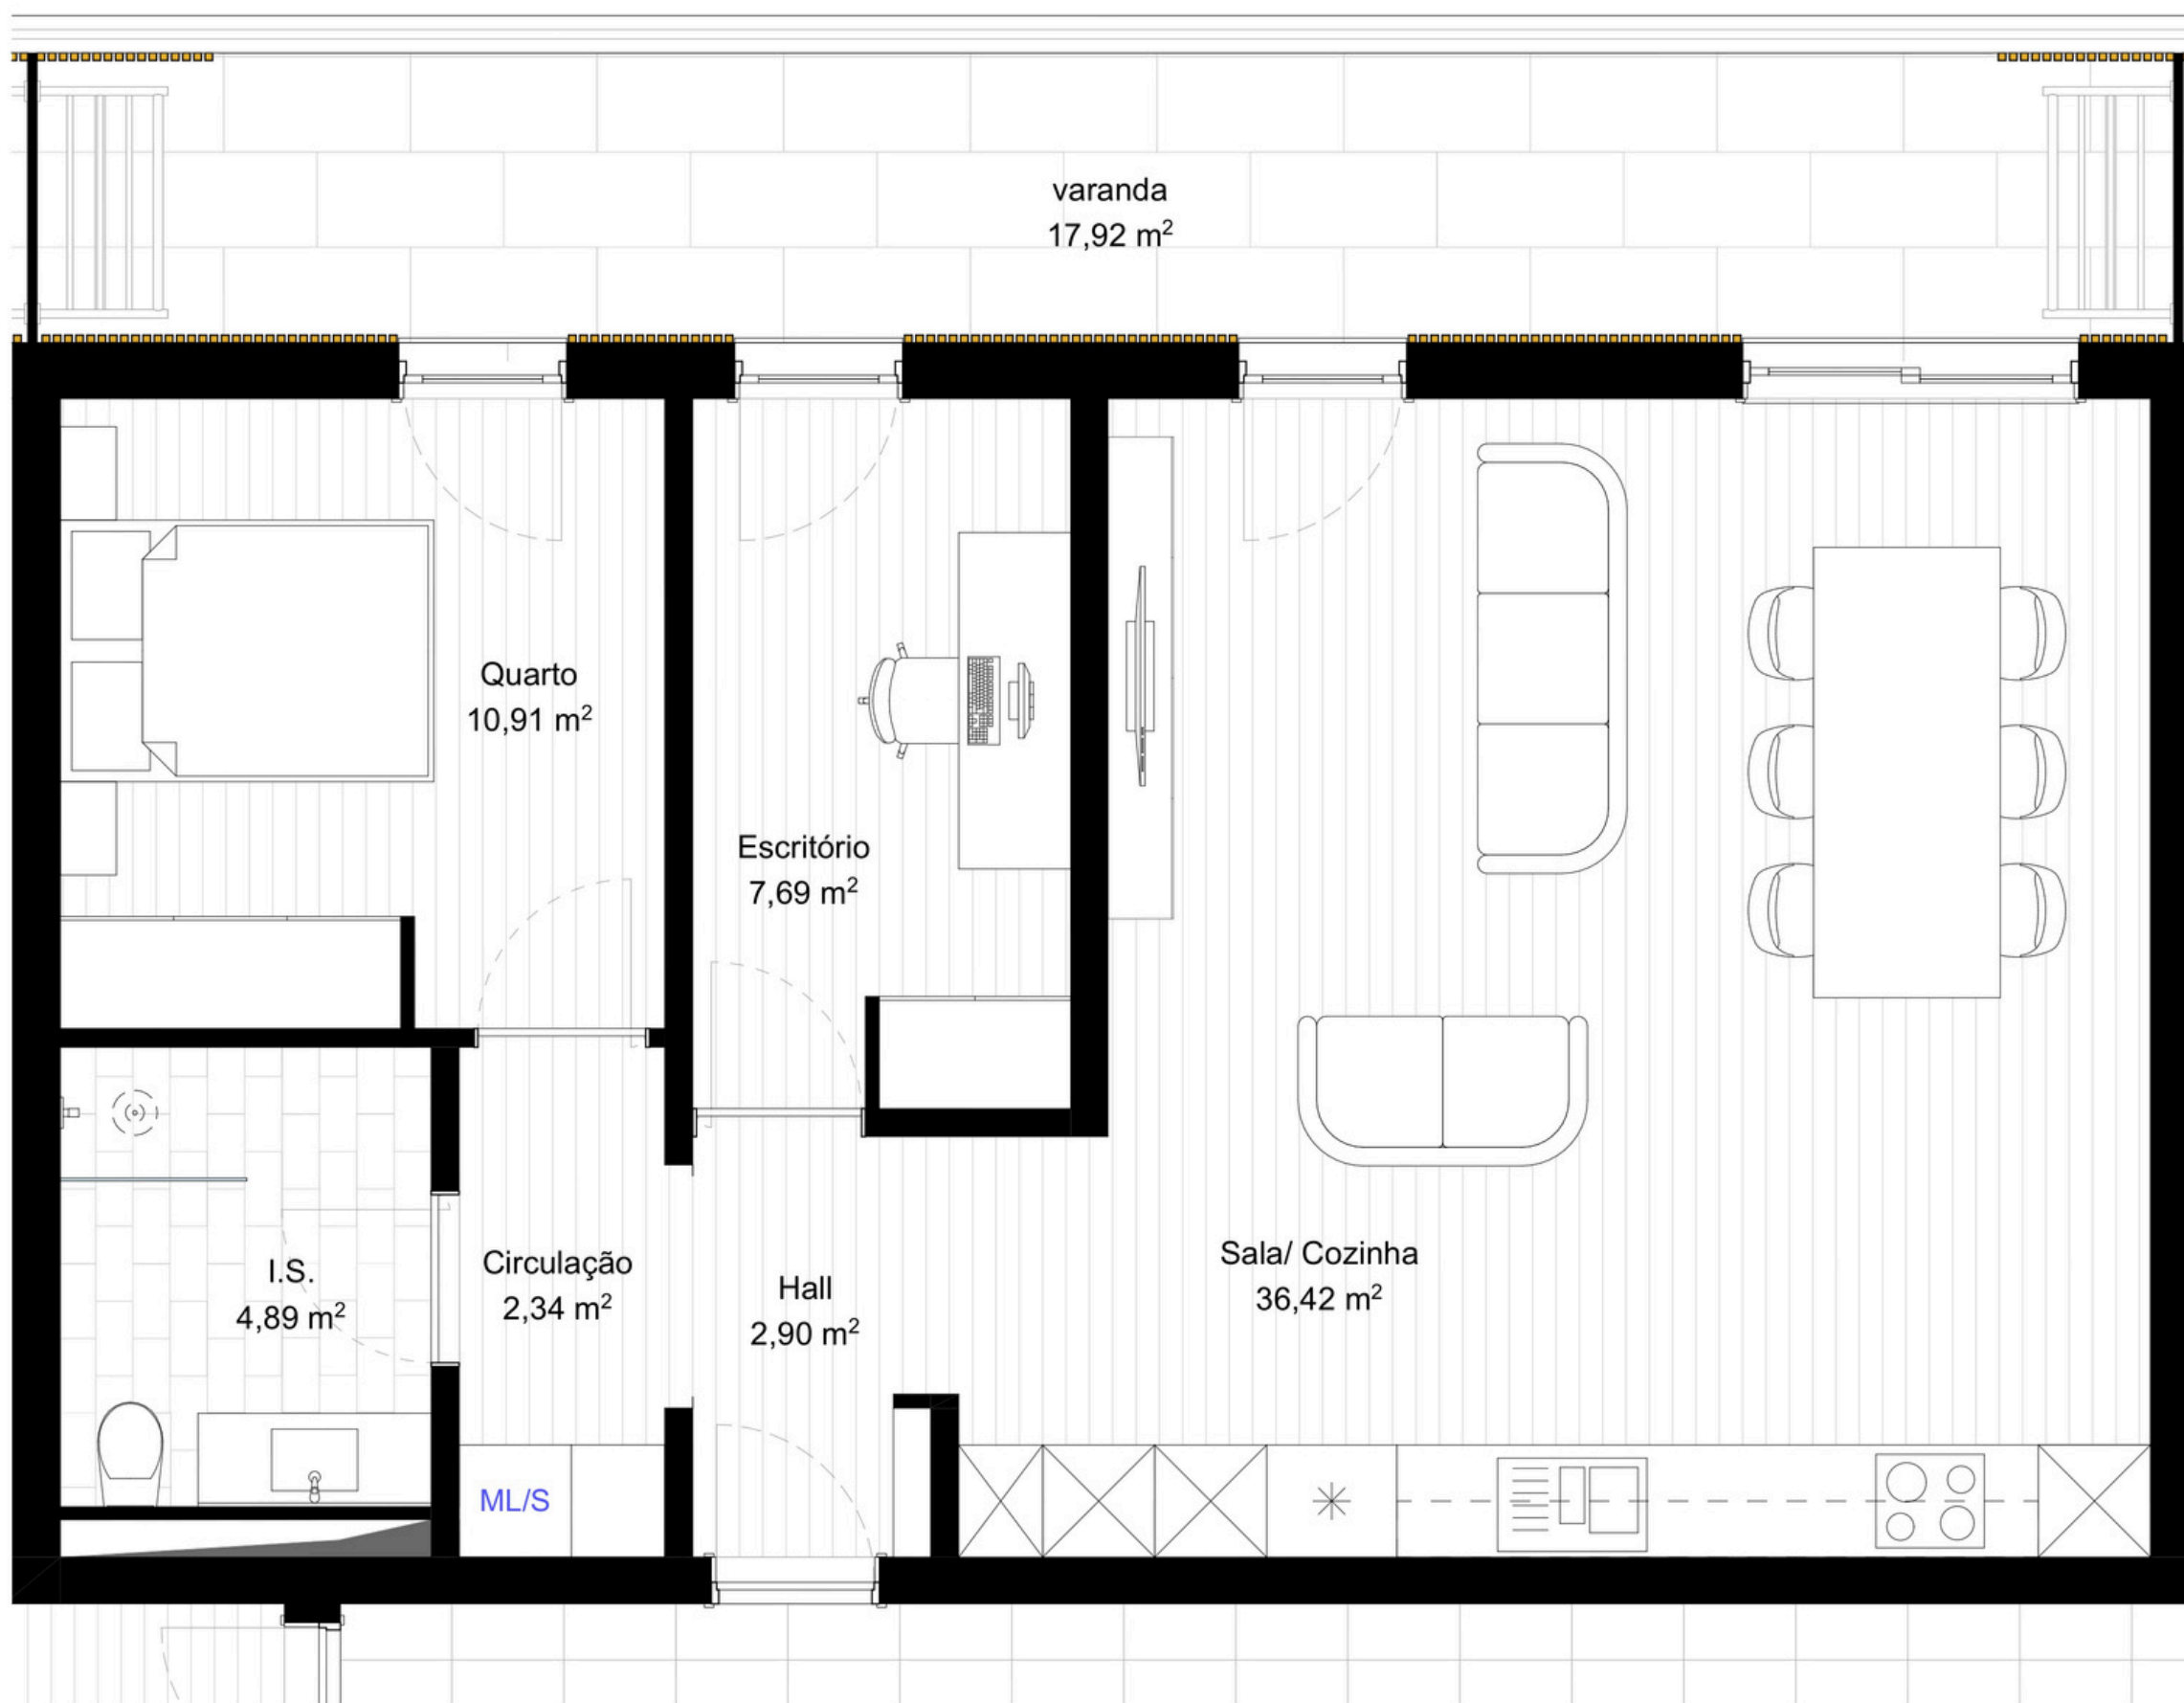 varanda
17,92 m²
Quarto
10,91 m²
Escritório
7,69 m²
I.S.
4,89 m²
Circulação
2,34 m²
Hall
2,90 m²
Sala/ Cozinha
36,42 m²
ML/S